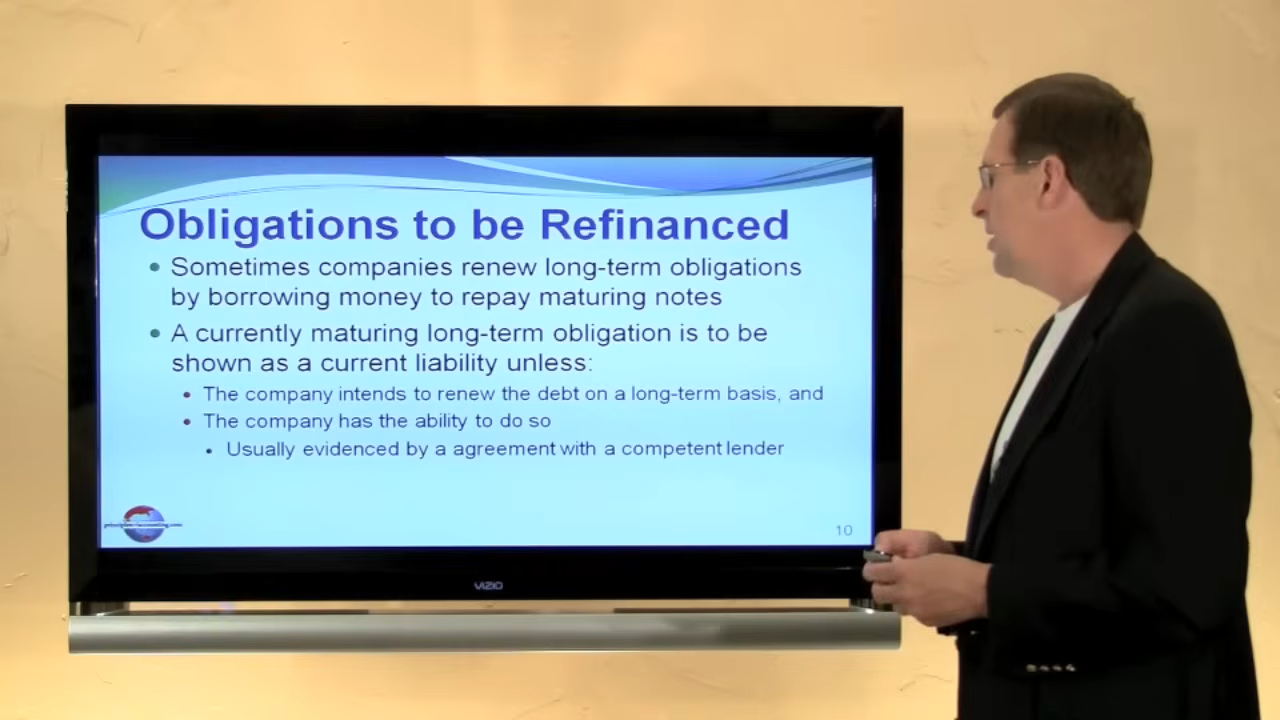 Obligations to be Refinanced
• Sometimes companies renew long-term obligations
by borrowing money to repay maturing notes
• A currently maturing long-term obligation is to be
shown as a current liability unless:
• The company intends to renew the debt on a long-term basis, and
• The company has the ability to do so
• Usually evidenced by a agreement with a competent lender
principlesofaccounting.com
10
VIZIO